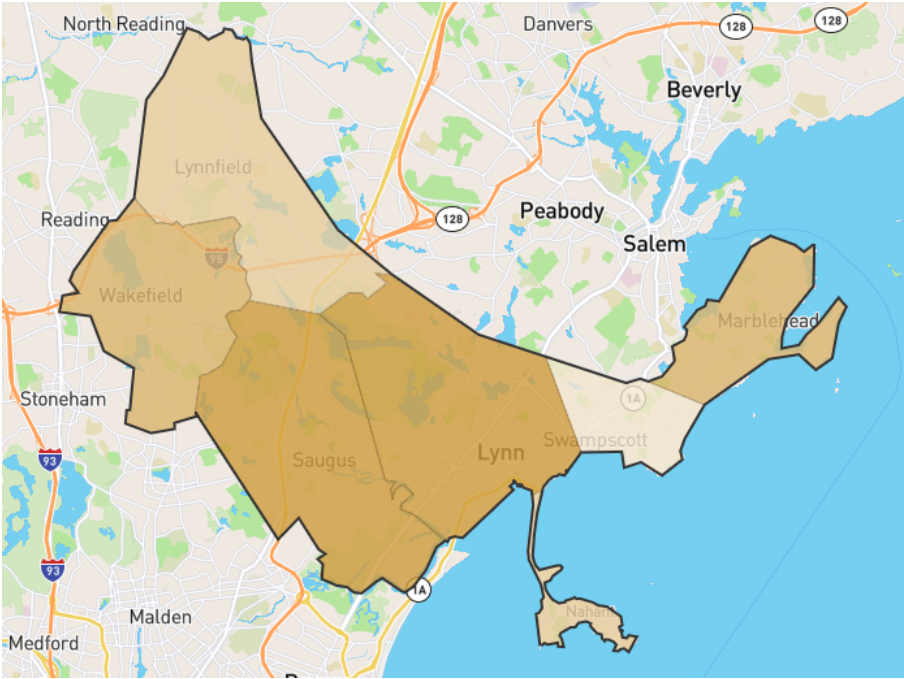 North Reading
Danvers
128
128
Beverly
Lynnfield
Reading
128
Peabody
Salem
95
Wakefield
Marblehead
Stoneham
1A
Swampscott
Lynn
Saugus
93
93
1A
Nahant
Malden
Medford